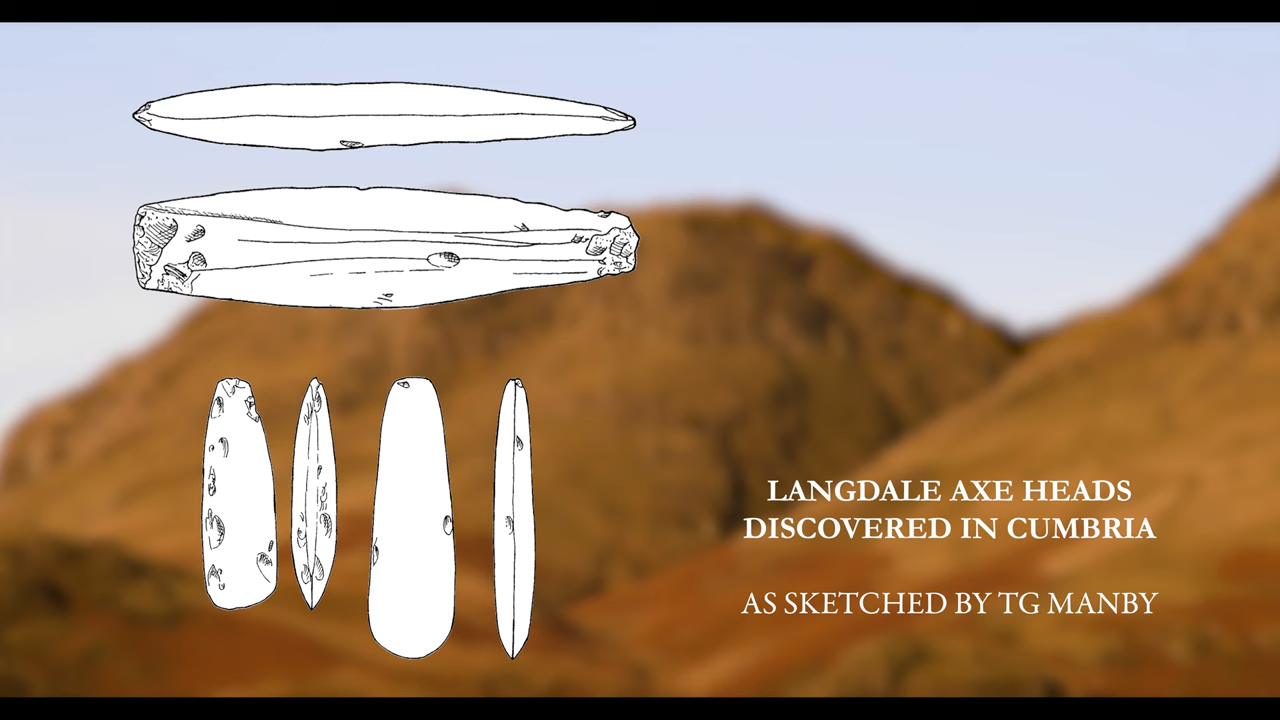 LANGDALE AXE HEADS
DISCOVERED IN CUMBRIA
AS SKETCHED BY TG MANBY